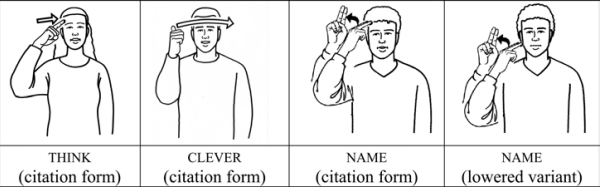 THINK
(citation form)
CLEVER
(citation form)
NAME
(citation form)
NAME
(lowered variant)